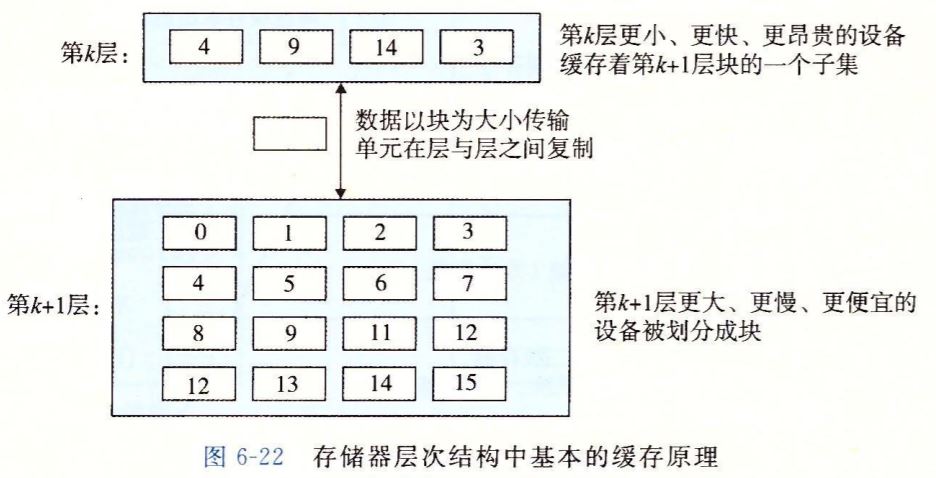 第k层：
4 9 14 3
第k层更小、更快、更昂贵的设备
缓存着第k+1层块的一个子集
数据以块为大小传输
单元在层与层之间复制
0 1 2 3
4 5 6 7
第k+1层：
8 9 11 12
12 13 14 15
第k+1层更大、更慢、更便宜的
设备被划分成块
图 6-22 存储器层次结构中基本的缓存原理